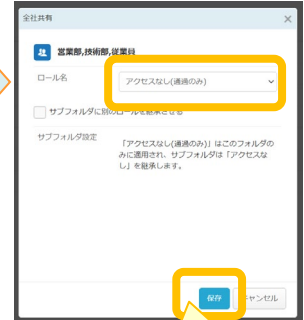 全社共有
営業部,技術部,従業員
ロール名
アクセスなし(通過のみ)
サブフォルダに別のロールを継承させる
サブフォルダ設定
「アクセスなし(通過のみ)」はこのフォルダの
みに適用され、サブフォルダは「アクセスな
し」を継承します。
保存
キャンセル